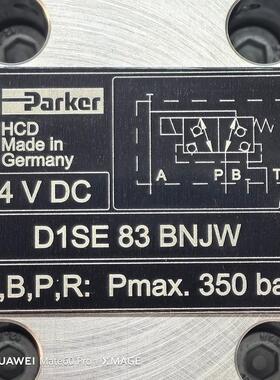 Parker
HCD
Made in
Germany
A P B T
4 V DC
D1SE 83 BNJW
,B,P,R: Pmax. 350 ba
HUAWEI Mate60 Pro+ XMAGE